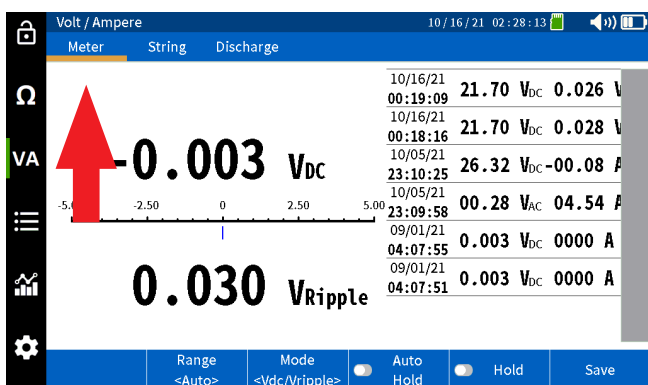 Volt / Ampere 10/16/21 02:28:13
Meter String Discharge
Ω
VA
-0.003 VDC
-5.0 -2.50 0 2.50 5.00
0.030 VRipple
10/16/21
00:19:09 21.70 VDC 0.026 V
10/16/21
00:18:16 21.70 VDC 0.028 V
10/05/21
23:10:25 26.32 VDC -00.08 A
10/05/21
23:09:58 00.28 VAC 04.54 A
09/01/21
04:07:55 0.003 VDC 0000 A
09/01/21
04:07:51 0.003 VDC 0000 A
Range
<Auto>
Mode
<Vdc/Vripple>
Auto
Hold
Hold
Save